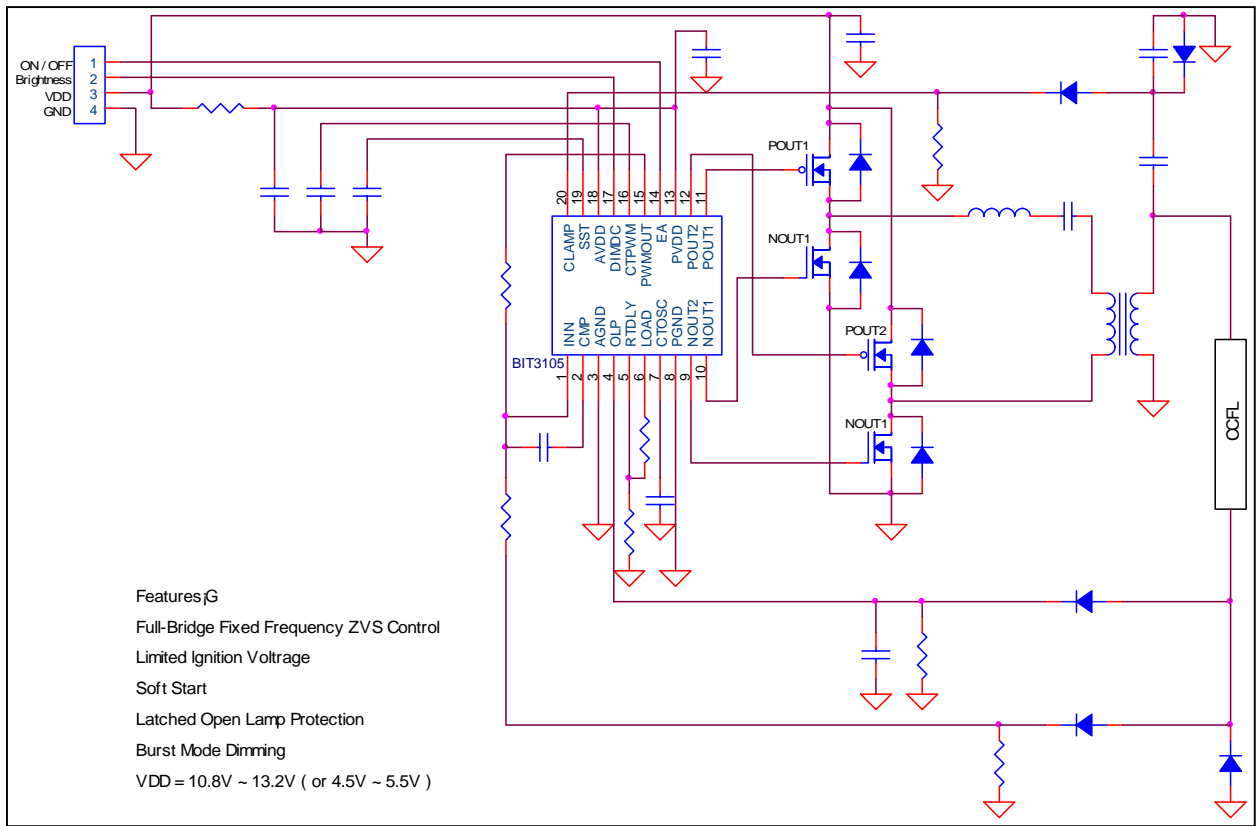 ON / OFF
Brightness
VDD
GND
1
2
3
4
POUT1
NOUT1
POUT2
NOUT1
20
19
18
17
16
15
14
13
12
11
CLAMP
SST
AVDD
DIMDC
CTPWM
PWMOUT
EA
PVDD
POUT2
POUT1
INN
CMP
AGND
OLP
RTDLY
LOAD
CTOSC
PGND
NOUT2
NOUT1
BIT3105
1
2
3
4
5
6
7
8
9
10
CCFL
Features¡G
Full-Bridge Fixed Frequency ZVS Control
Limited Ignition Voltrage
Soft Start
Latched Open Lamp Protection
Burst Mode Dimming
VDD = 10.8V ~ 13.2V ( or 4.5V ~ 5.5V )